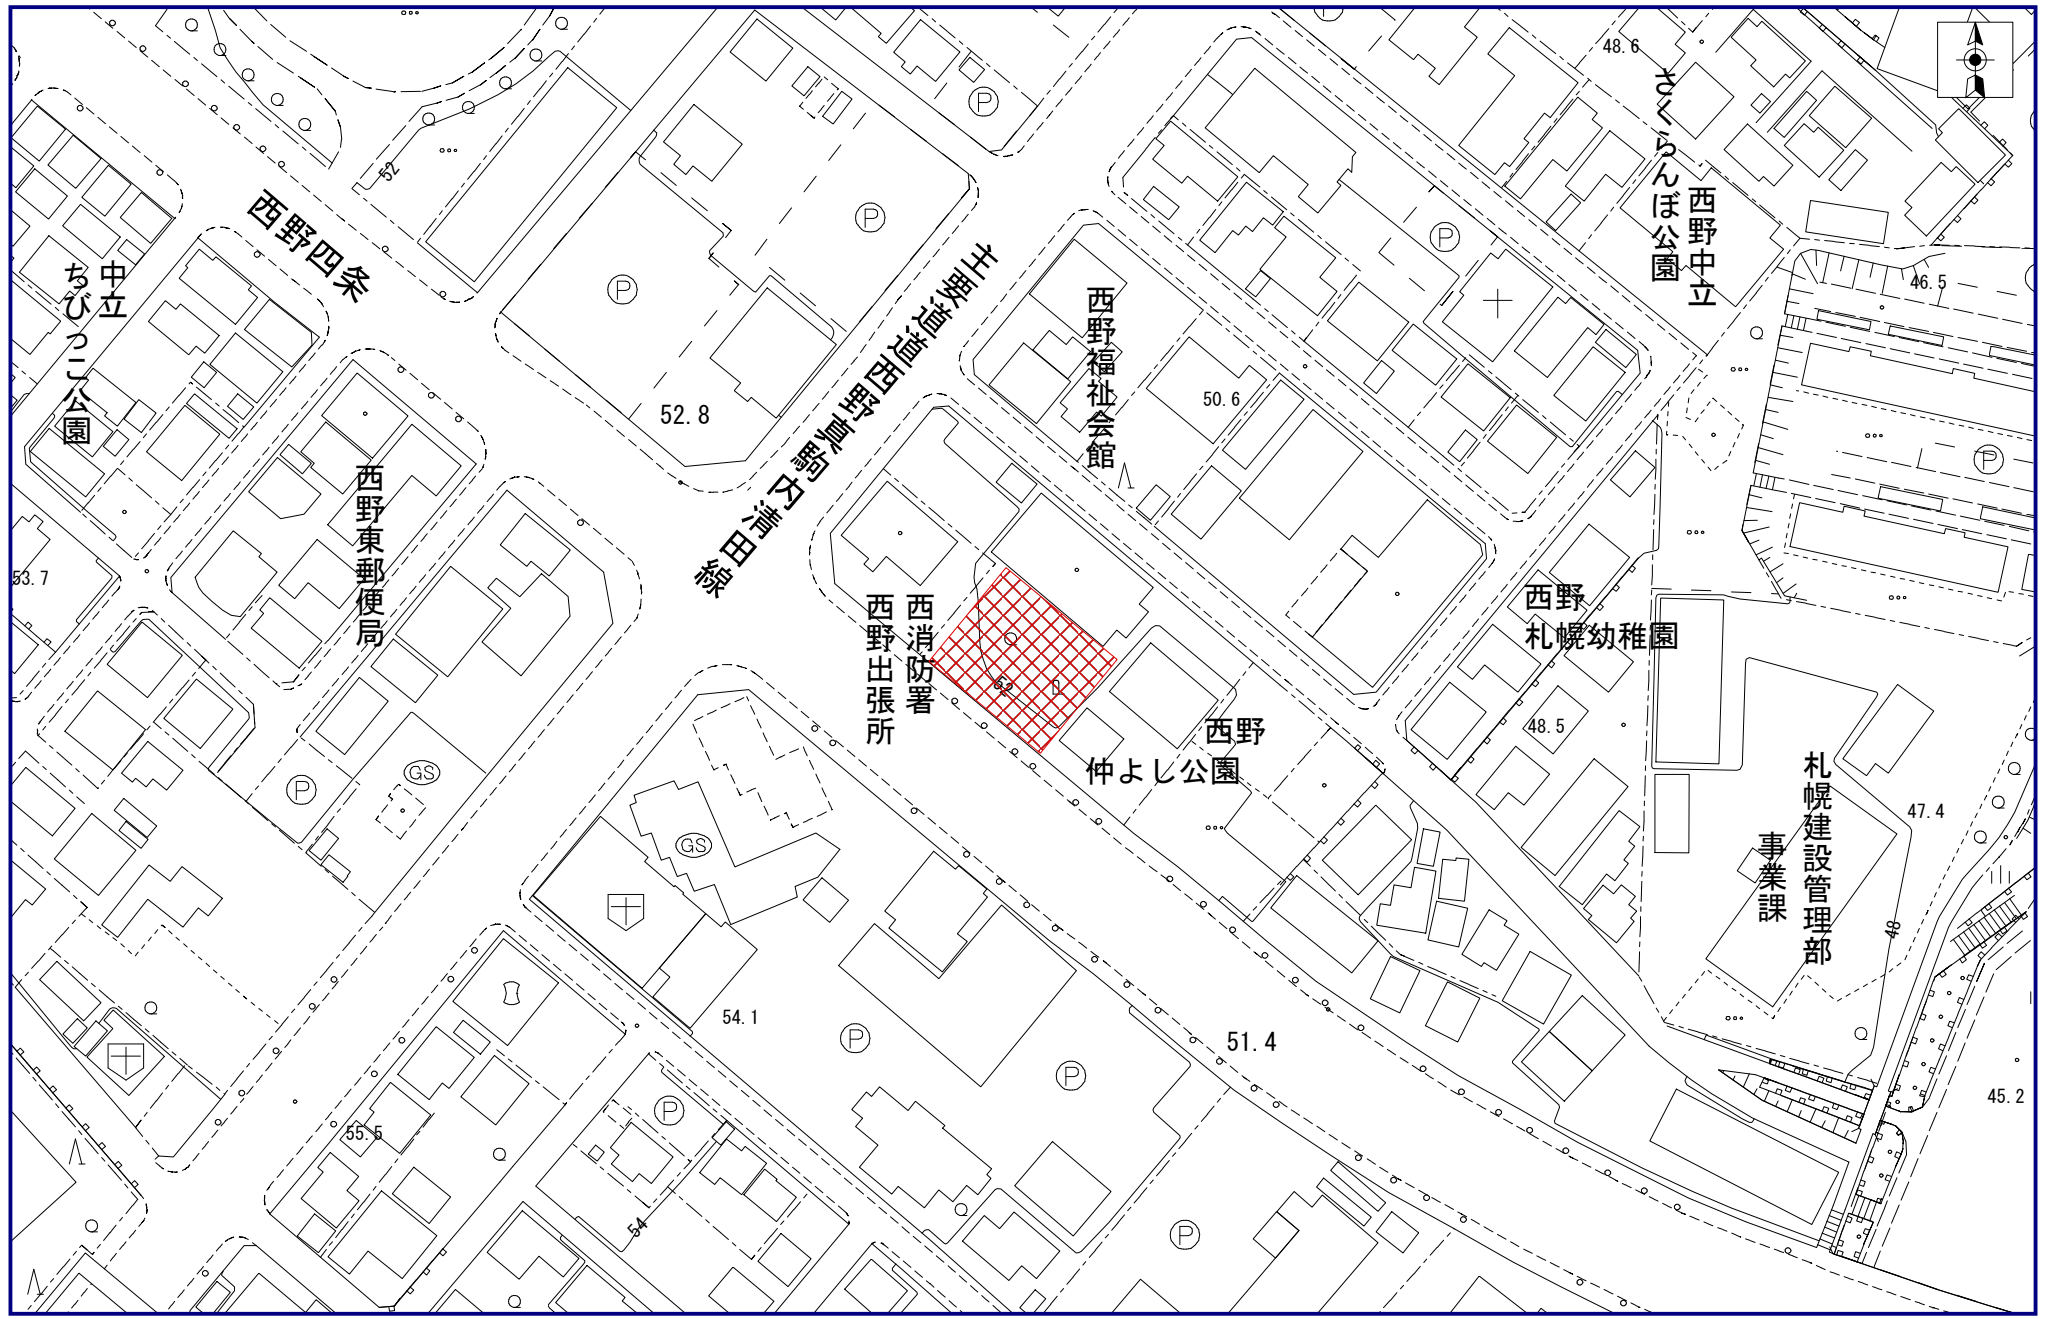 48.6
さくらんぼ公園
西野中立
46.5
西野四条
52
中立
ちびっこ公園
主要道道西野真駒内清田線
西野福祉会館
50.6
52.8
西野東郵便局
53.7
西消防署
西野出張所
52
西野
札幌幼稚園
48.5
西野
仲よし公園
札幌建設管理部
事業課
47.4
48
GS
GS
54.1
51.4
45.2
55.5
54
P
P
P
P
P
P
P
P
P
P